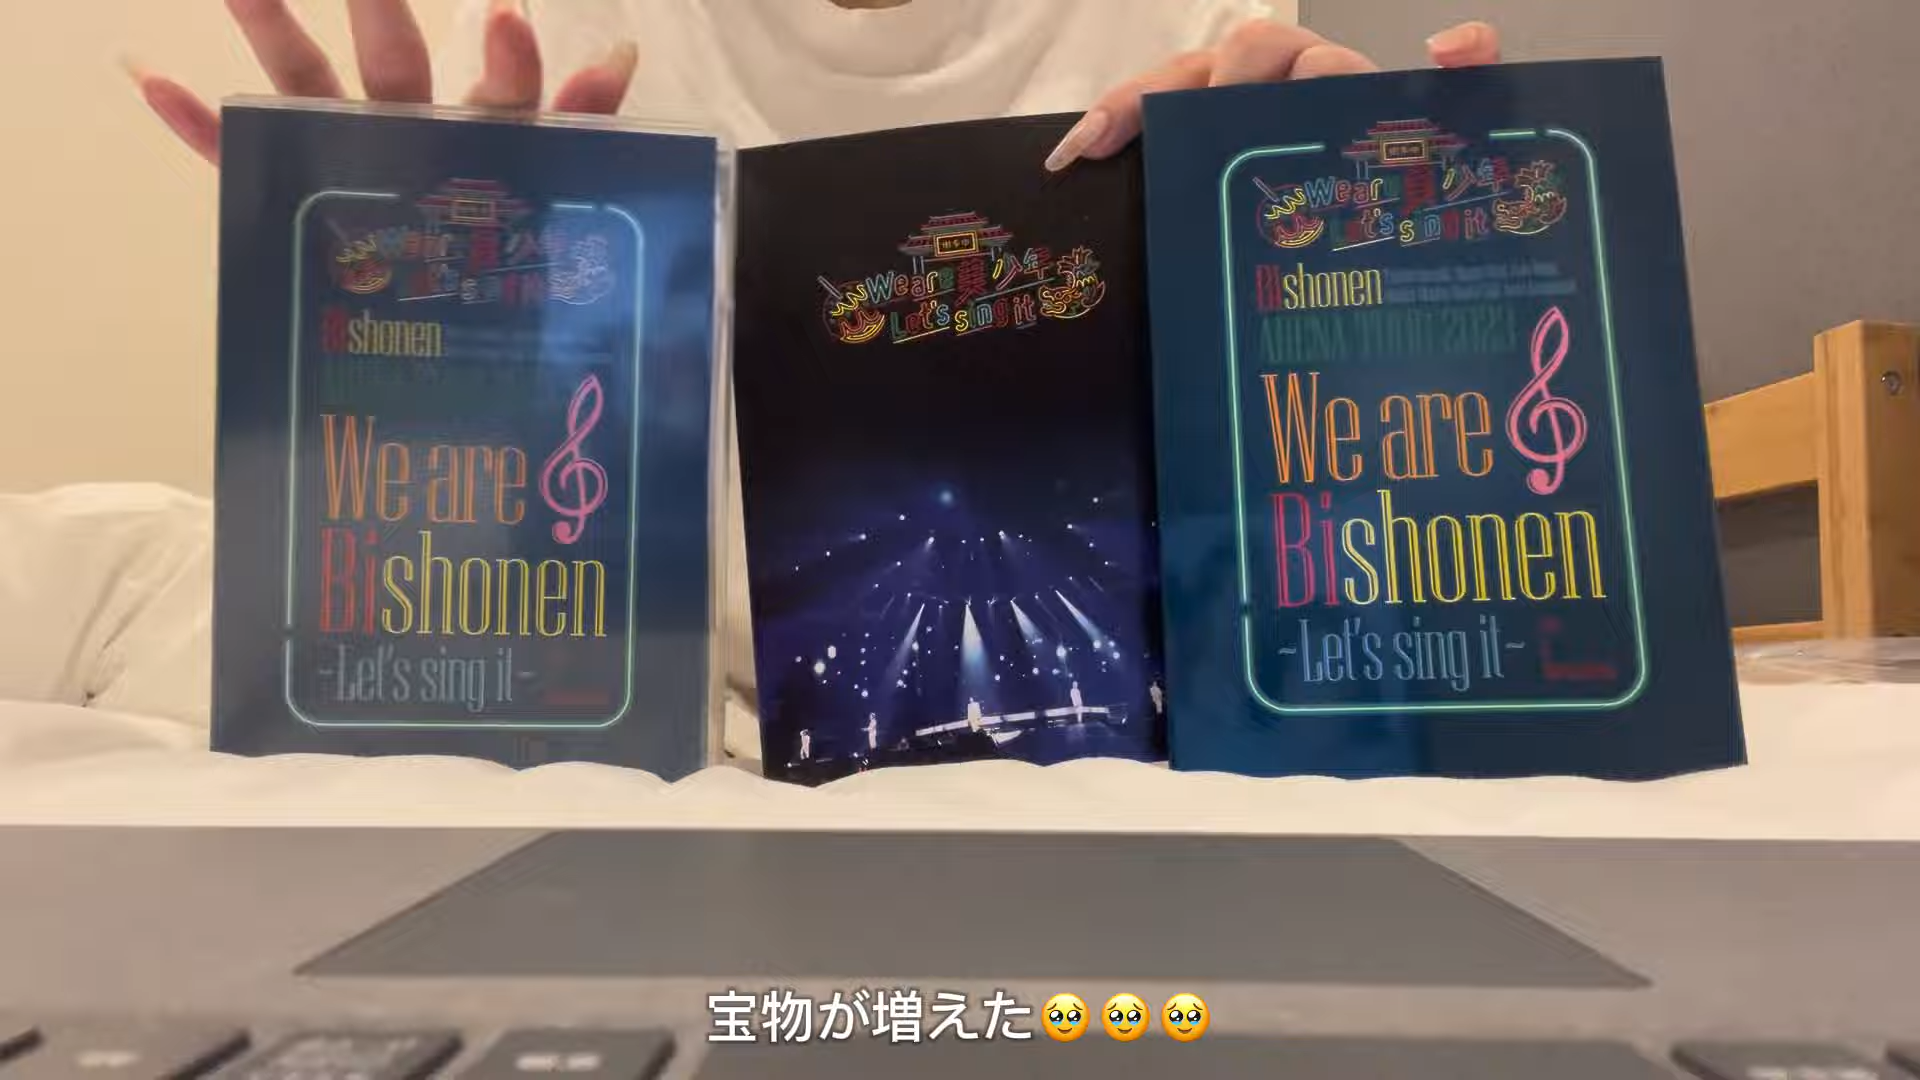 We are 美 少年
Let's sing it
Bishonen
We are
Bishonen
~Let's sing it~
We are 美 少年
Let's sing it
We are 美 少年
Let's sing it
Bishonen
ARENA TOUR 2023
We are
Bishonen
~Let's sing it~
宝物が増えた🥹🥹🥹